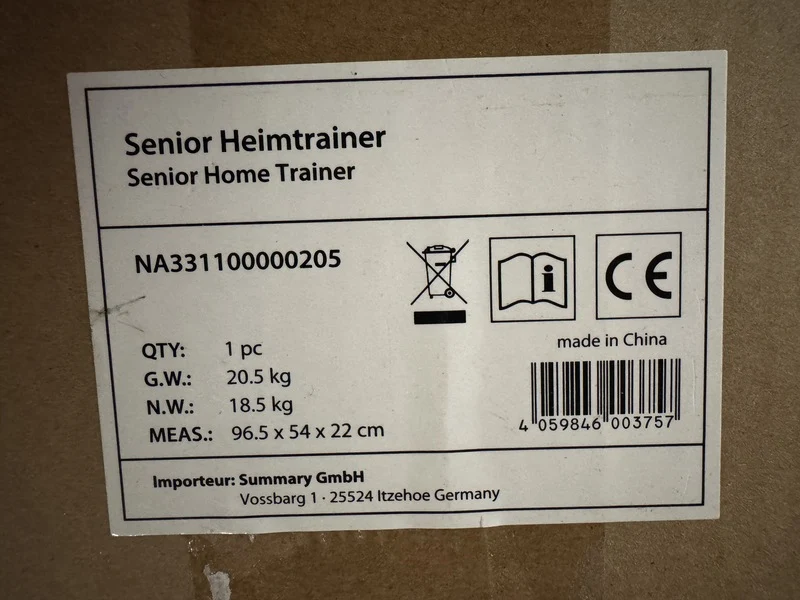 Senior Heimtrainer
Senior Home Trainer
NA331100000205
i
CE
made in China
QTY: 1 pc
G.W.: 20.5 kg
N.W.: 18.5 kg
MEAS.: 96.5 x 54 x 22 cm
4 059846 003757
Importeur: Summary GmbH
Vossbarg 1 · 25524 Itzehoe Germany